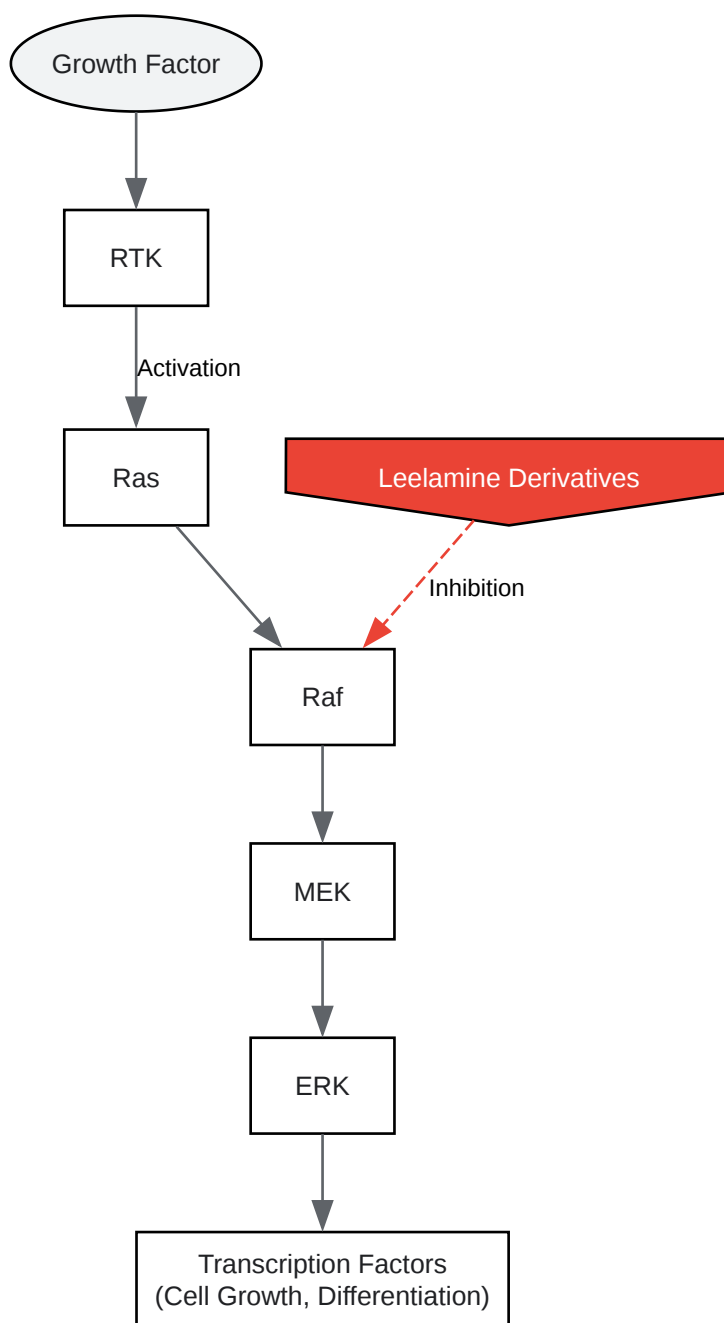 Growth Factor
RTK
Activation
Ras
Leelamine Derivatives
Inhibition
Raf
MEK
ERK
Transcription Factors
(Cell Growth, Differentiation)